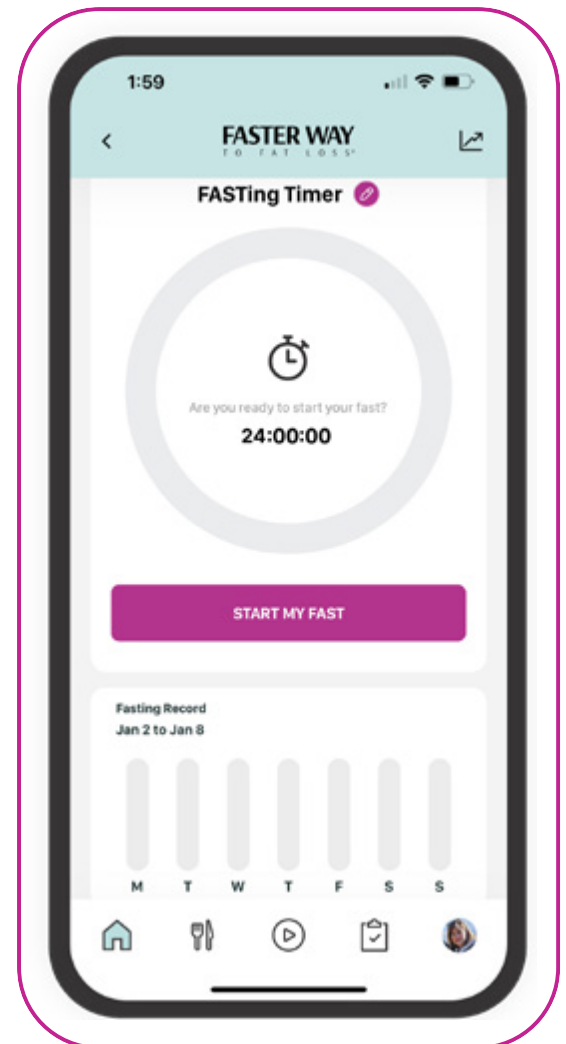 1:59
FASTER WAY
TO FAT LOSS®
FASTing Timer
Are you ready to start your fast?
24:00:00
START MY FAST
Fasting Record
Jan 2 to Jan 8
M T W T F S S